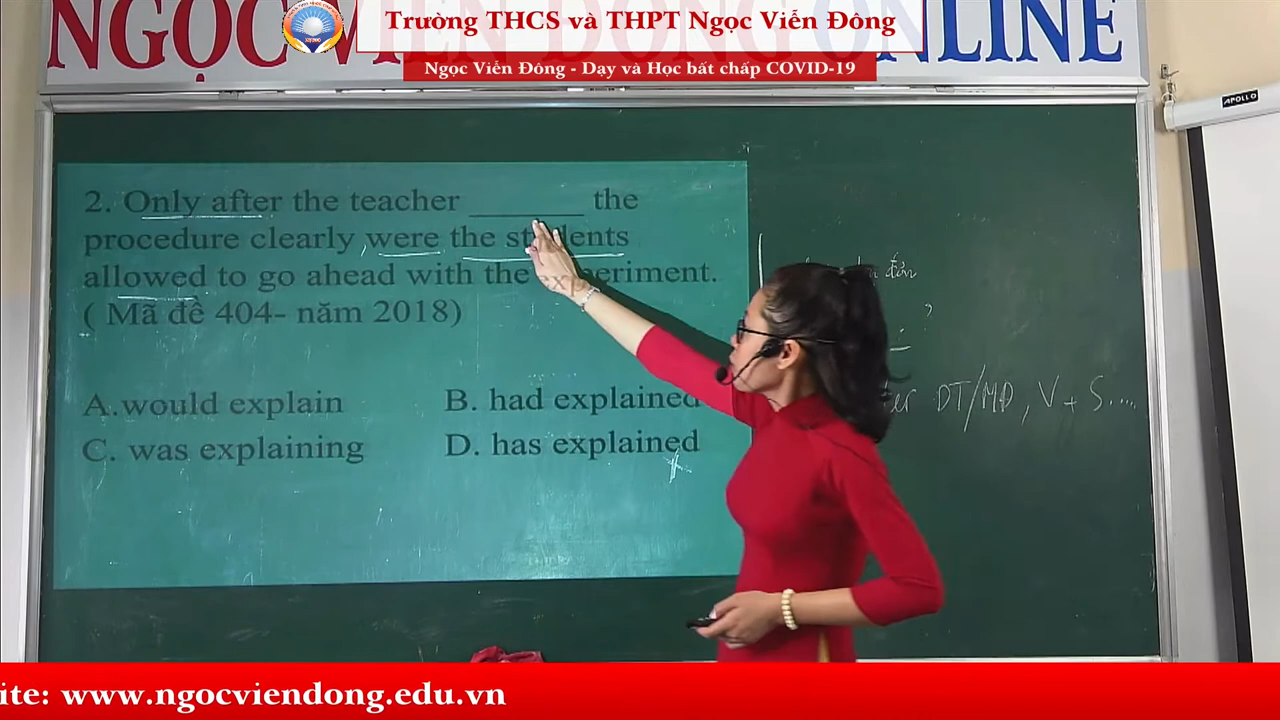 NGỌC VIỄN ĐÔNG ONLINE
Trường THCS và THPT Ngọc Viễn Đông
Ngọc Viễn Đông - Dạy và Học bất chấp COVID-19
APOLLO
2. Only after the teacher ______ the
procedure clearly were the students
allowed to go ahead with the experiment.
( Mã đề 404- năm 2018)
A.would explain
B. had explained
C. was explaining
D. has explained
đơn
?
DT/MĐ, V + S....
ite: www.ngocviendong.edu.vn